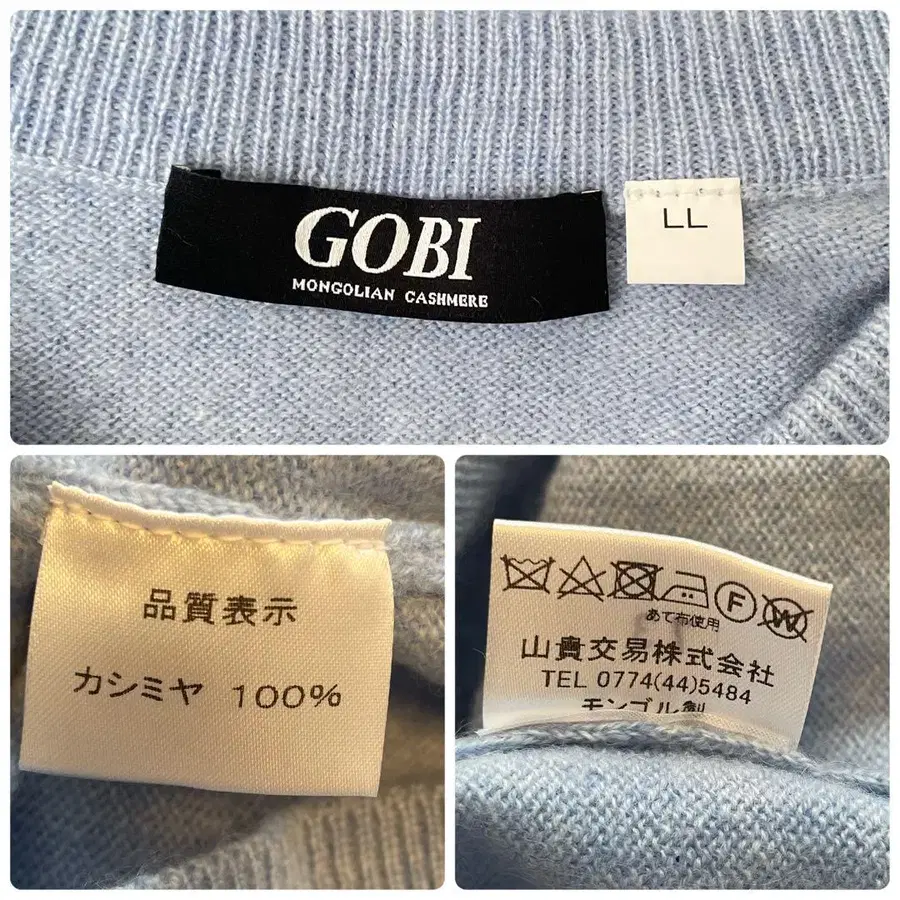 GOBI
MONGOLIAN CASHMERE
LL
品質表示
カシミヤ 100%
F
W
あて布使用
山貴交易株式会社
TEL 0774(44)5484
モンゴル製